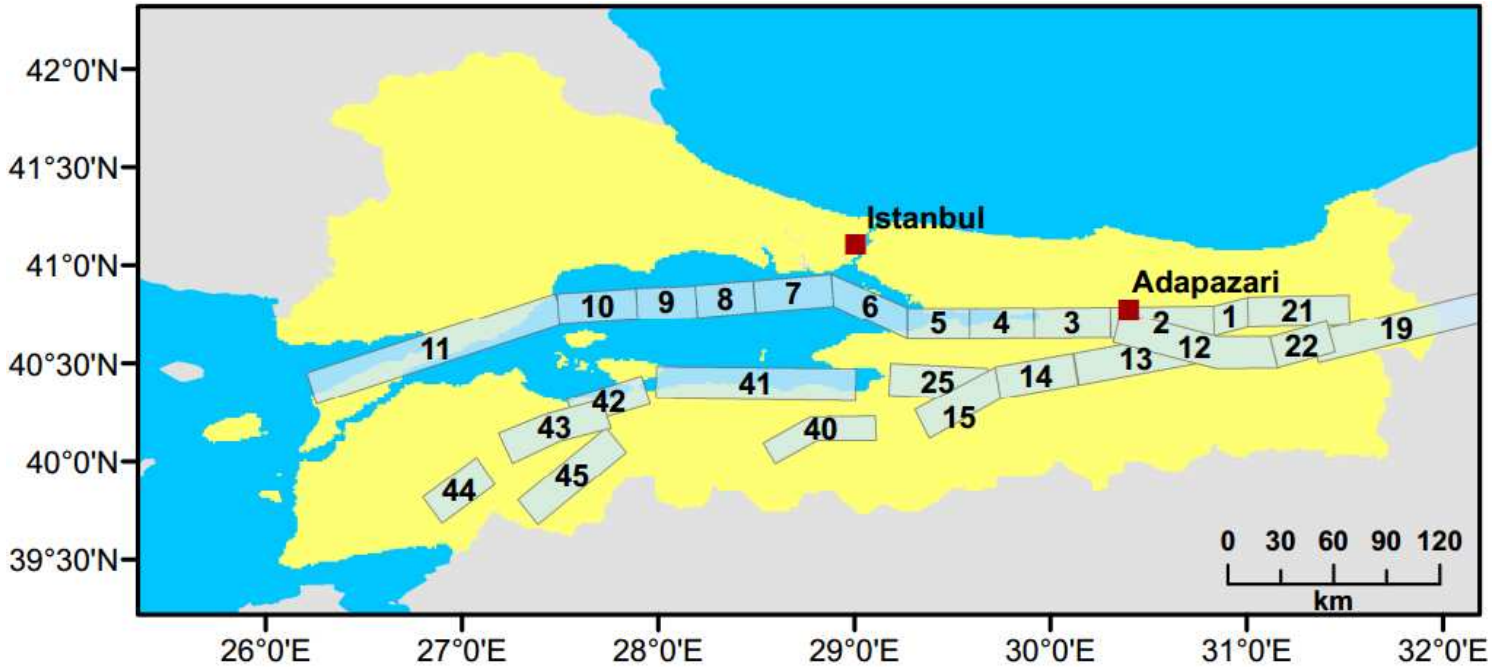 42°0'N
41°30'N
Istanbul
41°0'N
Adapazari
10 9 8 7 6 5 4 3 2 1 21
11 12 22 19
40°30'N
41 25 14 13
42 43 40 15
40°0'N
44 45
0 30 60 90 120
39°30'N
km
26°0'E 27°0'E 28°0'E 29°0'E 30°0'E 31°0'E 32°0'E